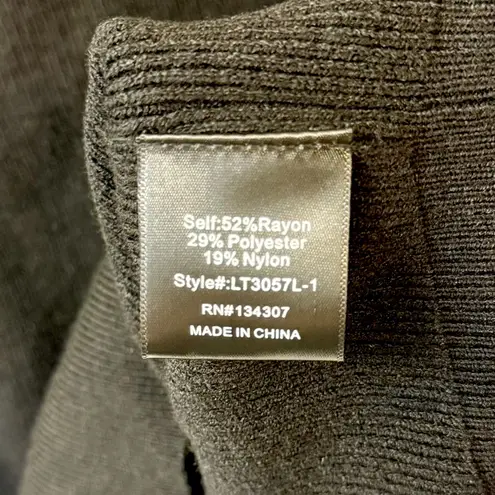 Self:52%Rayon
29% Polyester
19% Nylon
Style#:LT3057L-1
RN#134307
MADE IN CHINA